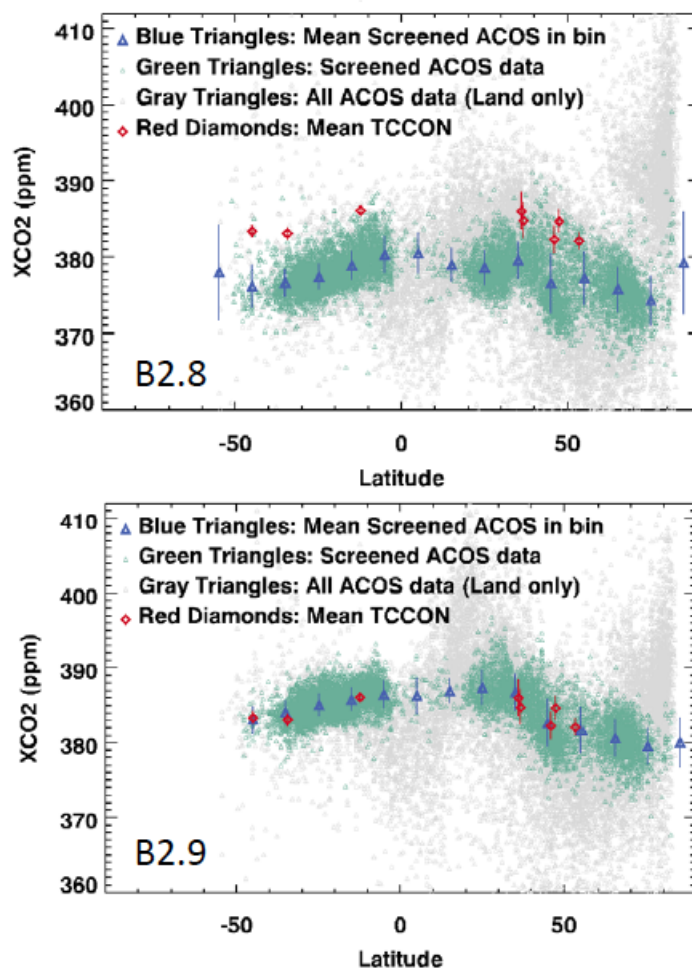 410
400
390
380
370
360
XCO2 (ppm)
Blue Triangles: Mean Screened ACOS in bin
Green Triangles: Screened ACOS data
Gray Triangles: All ACOS data (Land only)
Red Diamonds: Mean TCCON
B2.8
-50 0 50
Latitude
410
400
390
380
370
360
XCO2 (ppm)
Blue Triangles: Mean Screened ACOS in bin
Green Triangles: Screened ACOS data
Gray Triangles: All ACOS data (Land only)
Red Diamonds: Mean TCCON
B2.9
-50 0 50
Latitude